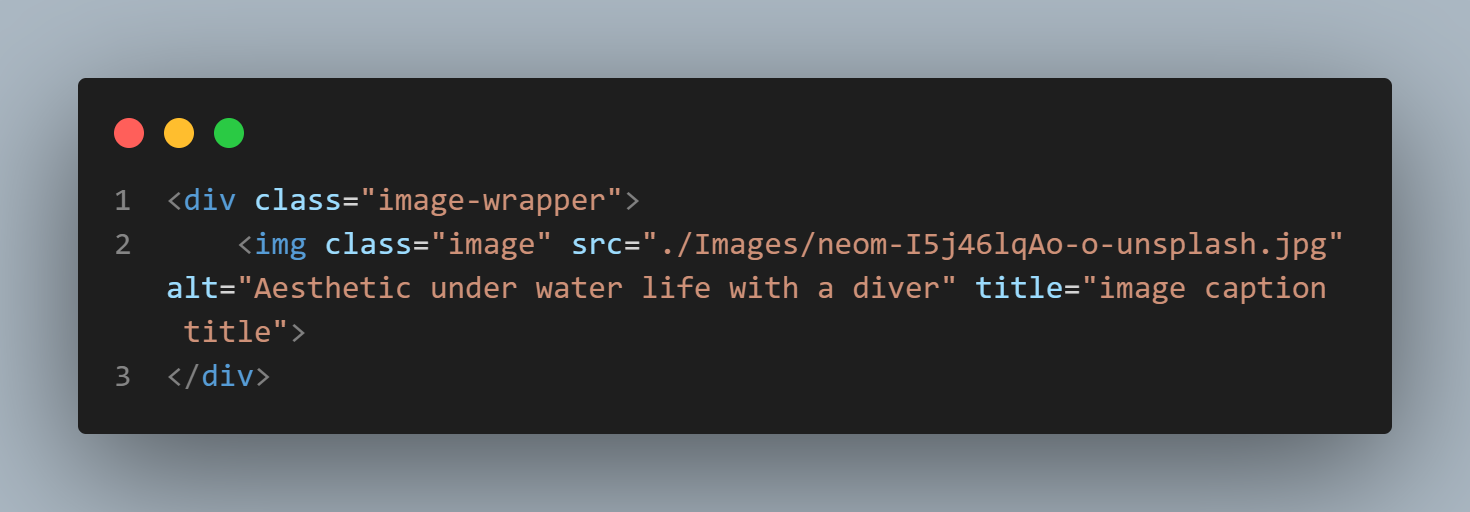 1 <div class="image-wrapper">
2     <img class="image" src="./Images/neom-I5j46lqAo-o-unsplash.jpg"
alt="Aesthetic under water life with a diver" title="image caption
 title">
3 </div>